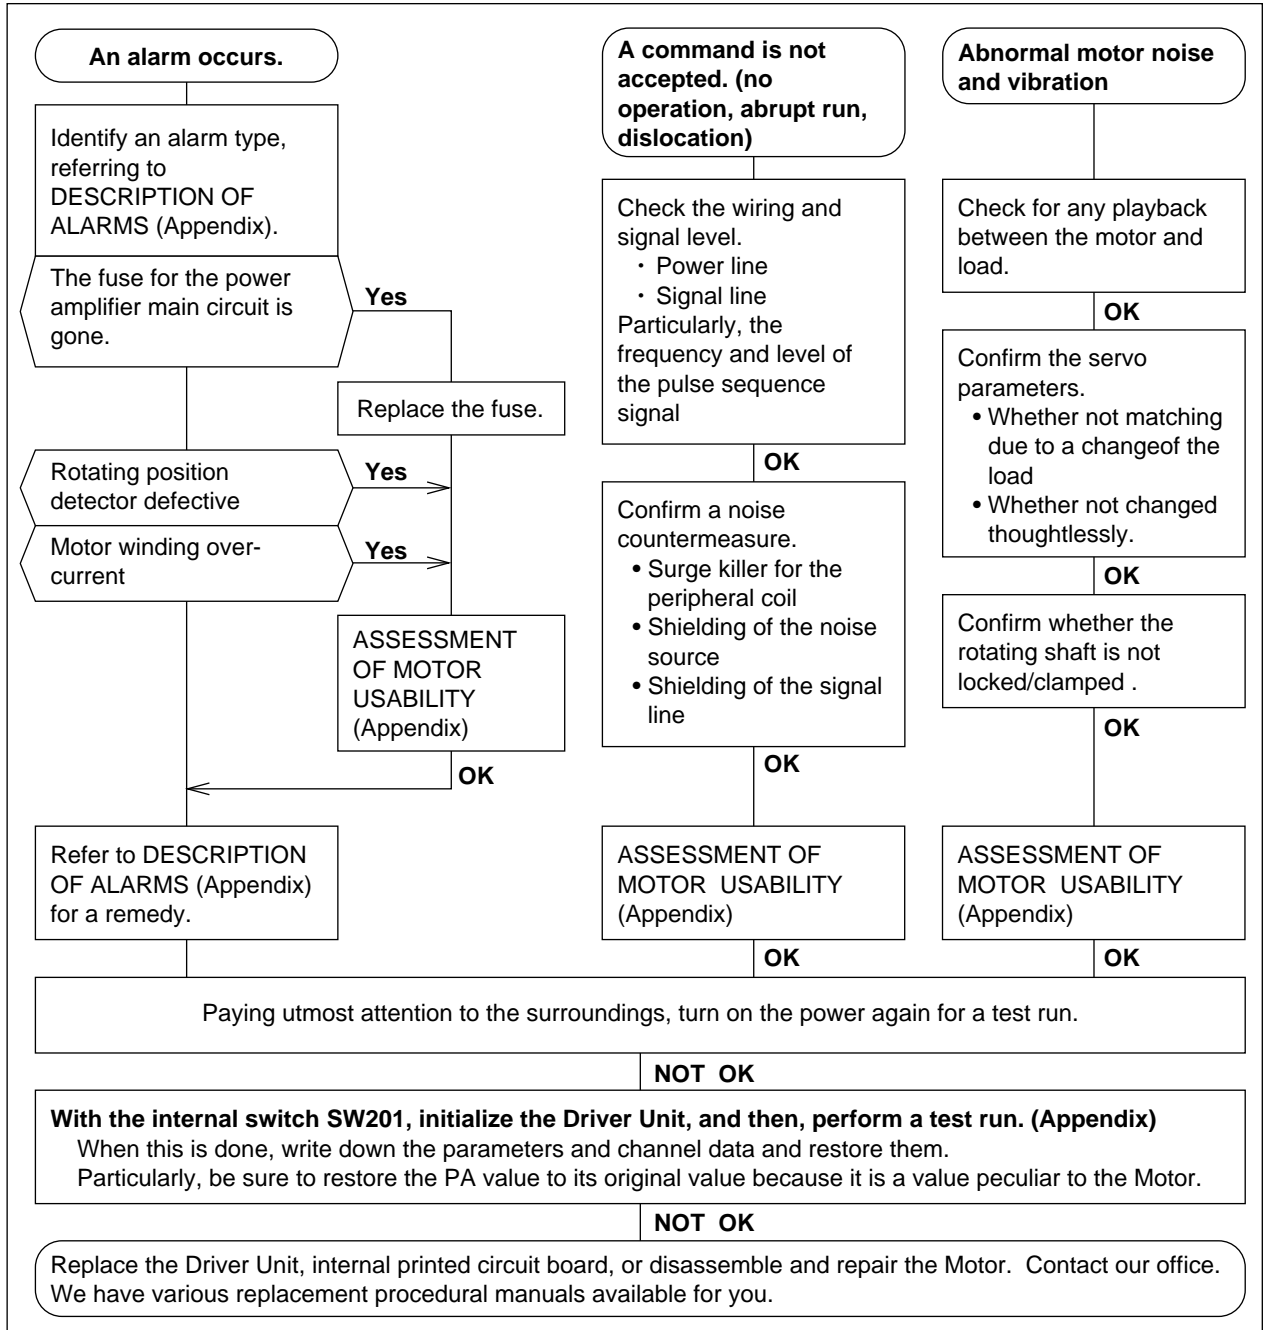 An alarm occurs.
Identify an alarm type,
referring to
DESCRIPTION OF
ALARMS (Appendix).
The fuse for the power
amplifier main circuit is
gone.
Yes
Replace the fuse.
Rotating position
detector defective
Yes
Motor winding over-
current
Yes
ASSESSMENT
OF MOTOR
USABILITY
(Appendix)
OK
Refer to DESCRIPTION
OF ALARMS (Appendix)
for a remedy.
A command is not
accepted. (no
operation, abrupt run,
dislocation)
Check the wiring and
signal level.
・ Power line
・ Signal line
Particularly, the
frequency and level of
the pulse sequence
signal
OK
Confirm a noise
countermeasure.
• Surge killer for the
peripheral coil
• Shielding of the noise
source
• Shielding of the signal
line
OK
ASSESSMENT OF
MOTOR USABILITY
(Appendix)
OK
Abnormal motor noise
and vibration
Check for any playback
between the motor and
load.
OK
Confirm the servo
parameters.
• Whether not matching
due to a changeof the
load
• Whether not changed
thoughtlessly.
OK
Confirm whether the
rotating shaft is not
locked/clamped .
OK
ASSESSMENT OF
MOTOR USABILITY
(Appendix)
OK
Paying utmost attention to the surroundings, turn on the power again for a test run.
NOT OK
With the internal switch SW201, initialize the Driver Unit, and then, perform a test run. (Appendix)
When this is done, write down the parameters and channel data and restore them.
Particularly, be sure to restore the PA value to its original value because it is a value peculiar to the Motor.
NOT OK
Replace the Driver Unit, internal printed circuit board, or disassemble and repair the Motor. Contact our office.
We have various replacement procedural manuals available for you.